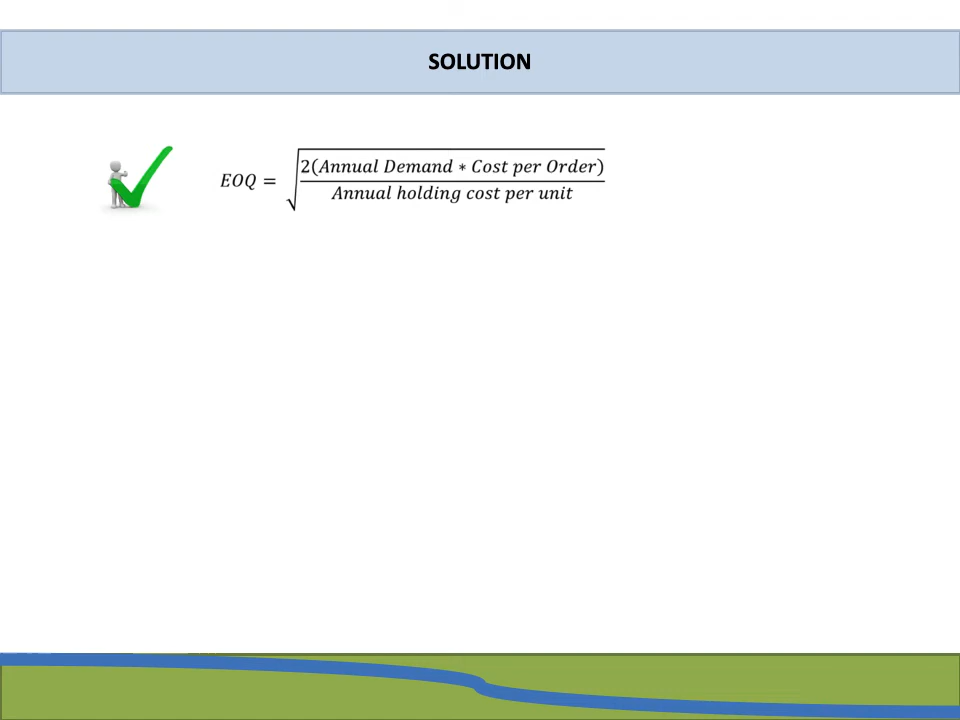 SOLUTION
EOQ = √(2(Annual Demand ∗ Cost per Order) / Annual holding cost per unit)